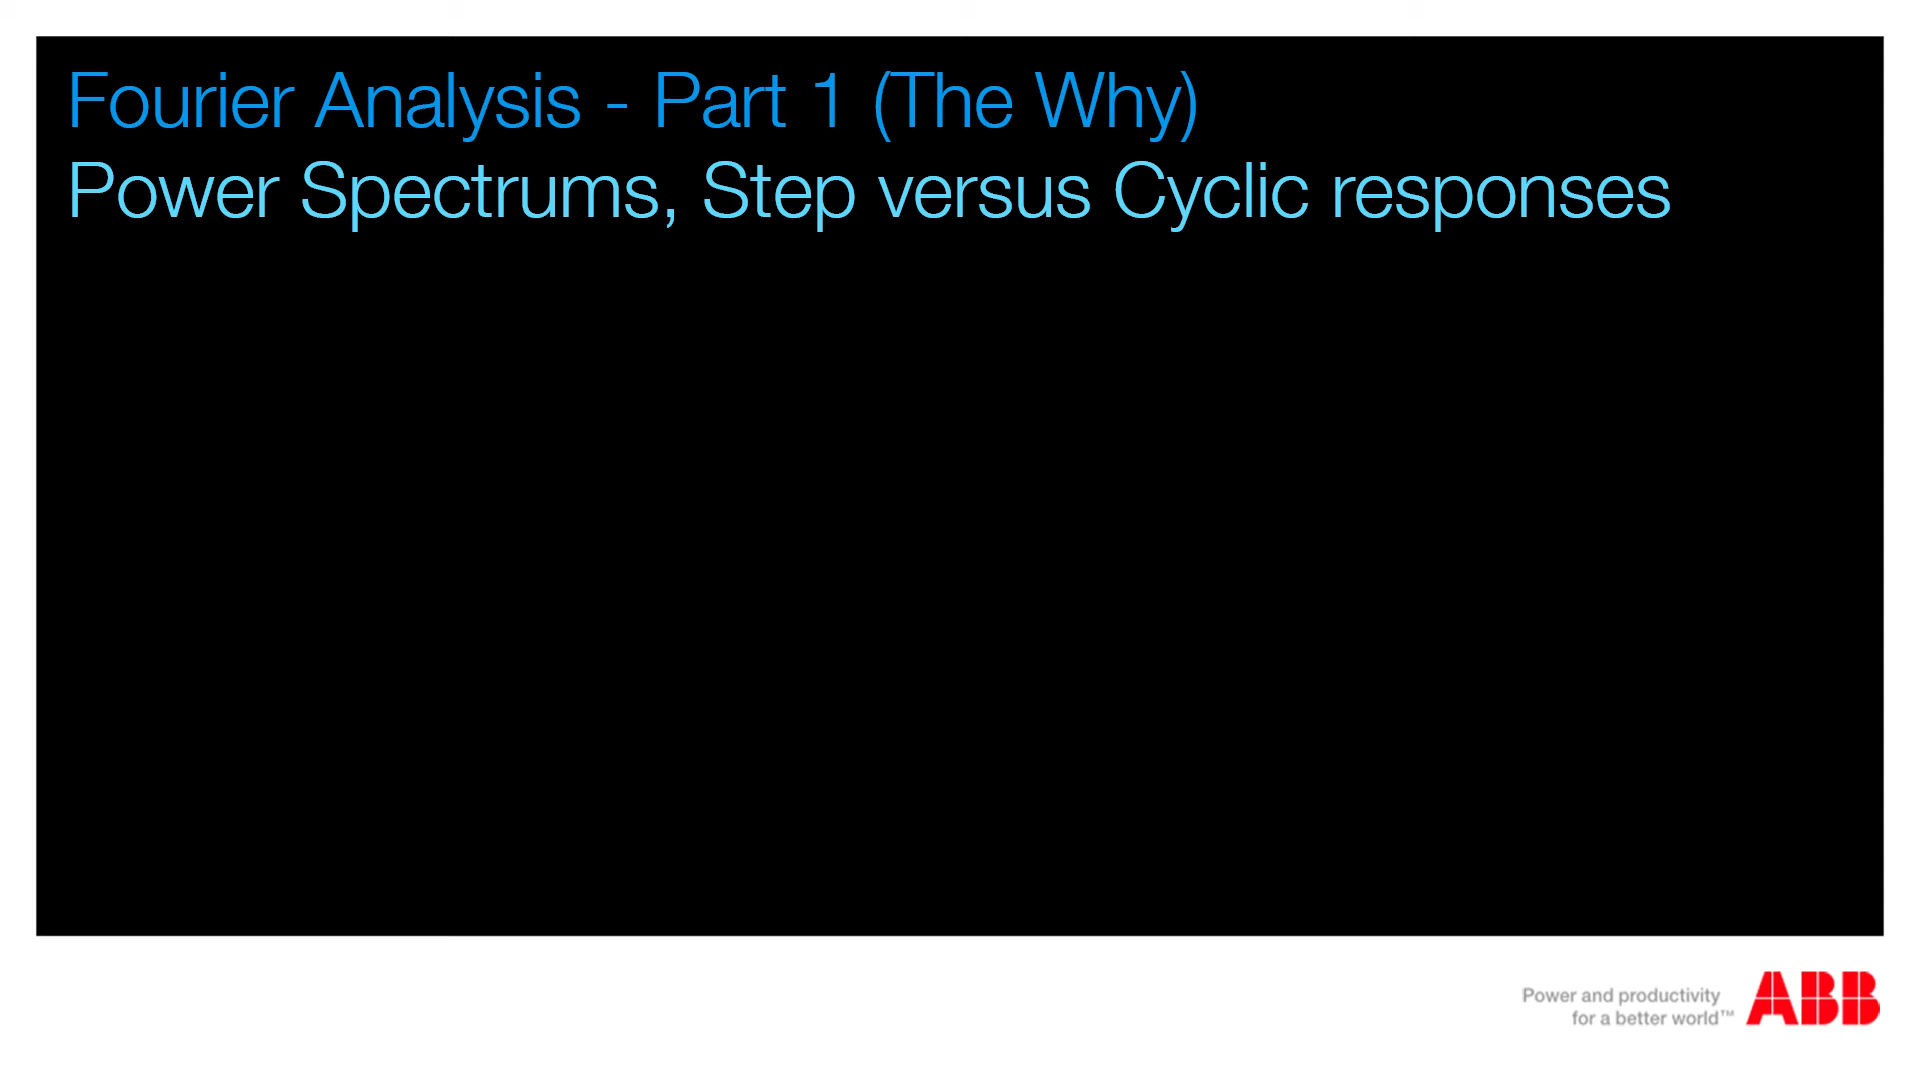 Fourier Analysis - Part 1 (The Why)
Power Spectrums, Step versus Cyclic responses
Power and productivity
for a better world™
ABB